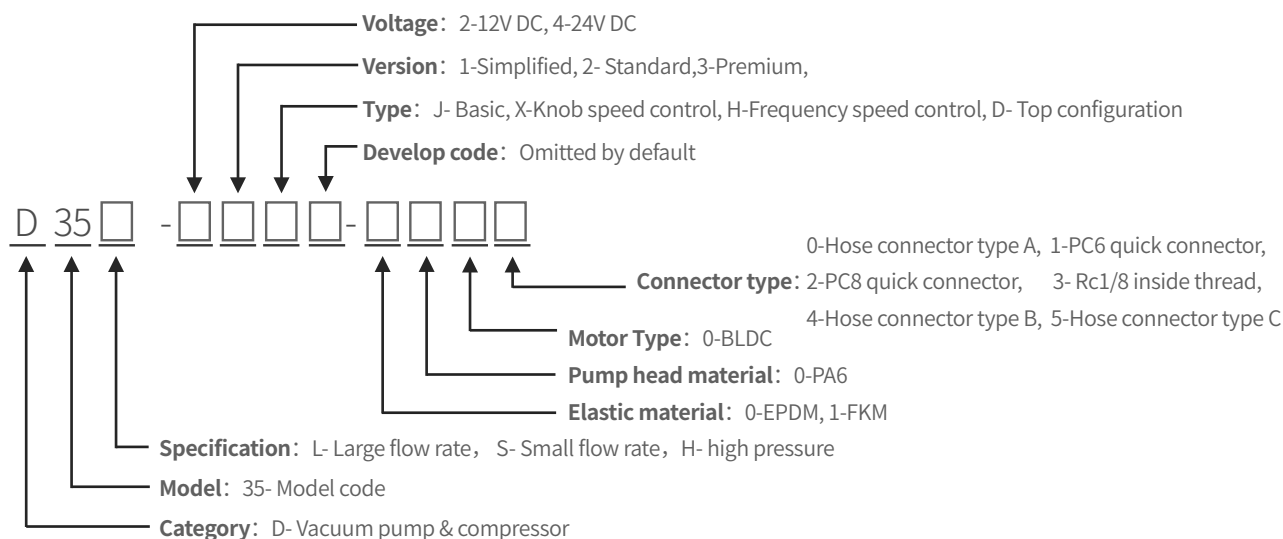 Voltage: 2-12V DC, 4-24V DC
Version: 1-Simplified, 2- Standard,3-Premium,
Type: J- Basic, X-Knob speed control, H-Frequency speed control, D- Top configuration
Develop code: Omitted by default
D 35□ -□□□□-□□□□
0-Hose connector type A, 1-PC6 quick connector,
Connector type: 2-PC8 quick connector, 3- Rc1/8 inside thread,
4-Hose connector type B, 5-Hose connector type C
Motor Type: 0-BLDC
Pump head material: 0-PA6
Elastic material: 0-EPDM, 1-FKM
Specification: L- Large flow rate, S- Small flow rate, H- high pressure
Model: 35- Model code
Category: D- Vacuum pump & compressor